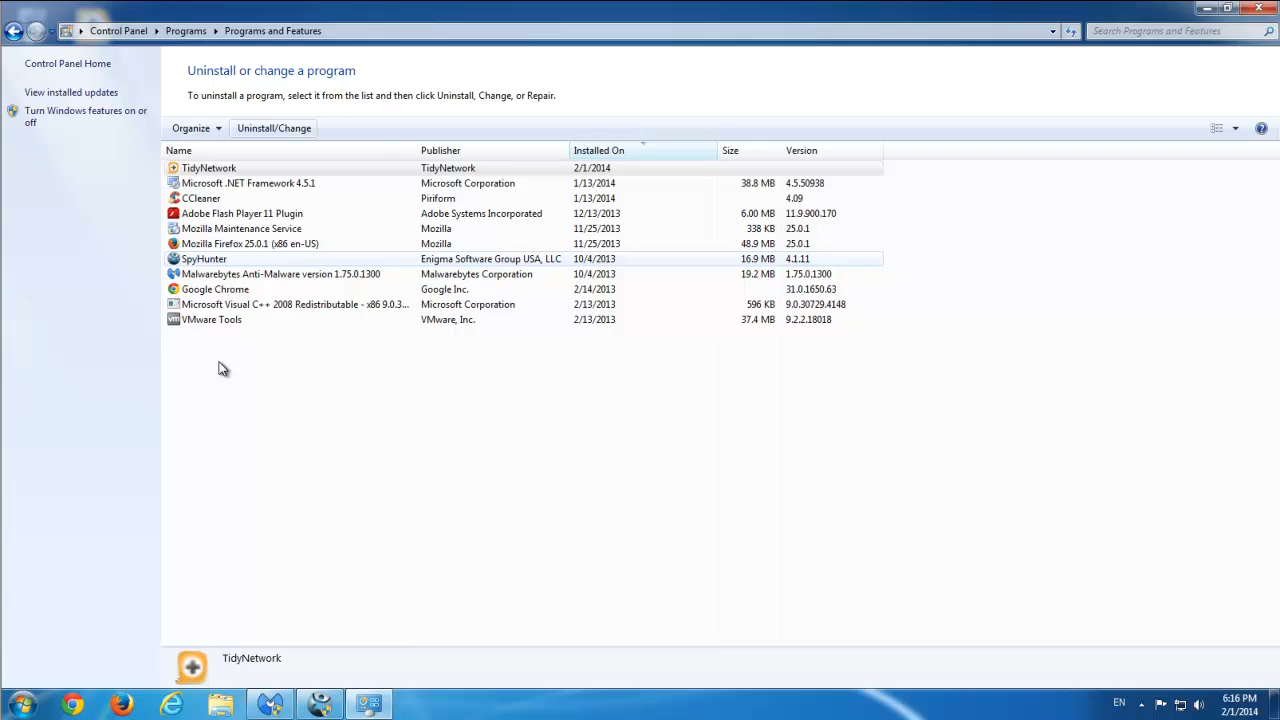 Control Panel Programs Programs and Features Search Programs and Features
Control Panel Home
View installed updates
Turn Windows features on or
off
Uninstall or change a program
To uninstall a program, select it from the list and then click Uninstall, Change, or Repair.
Organize Uninstall/Change
Name Publisher Installed On Size Version
TidyNetwork TidyNetwork 2/1/2014
Microsoft .NET Framework 4.5.1 Microsoft Corporation 1/13/2014 38.8 MB 4.5.50938
CCleaner Piriform 1/13/2014 4.09
Adobe Flash Player 11 Plugin Adobe Systems Incorporated 12/13/2013 6.00 MB 11.9.900.170
Mozilla Maintenance Service Mozilla 11/25/2013 338 KB 25.0.1
Mozilla Firefox 25.0.1 (x86 en-US) Mozilla 11/25/2013 48.9 MB 25.0.1
SpyHunter Enigma Software Group USA, LLC 10/4/2013 16.9 MB 4.1.11
Malwarebytes Anti-Malware version 1.75.0.1300 Malwarebytes Corporation 10/4/2013 19.2 MB 1.75.0.1300
Google Chrome Google Inc. 2/14/2013 31.0.1650.63
Microsoft Visual C++ 2008 Redistributable - x86 9.0.3... Microsoft Corporation 2/13/2013 596 KB 9.0.30729.4148
vm VMware Tools VMware, Inc. 2/13/2013 37.4 MB 9.2.2.18018
TidyNetwork
EN 6:16 PM
2/1/2014